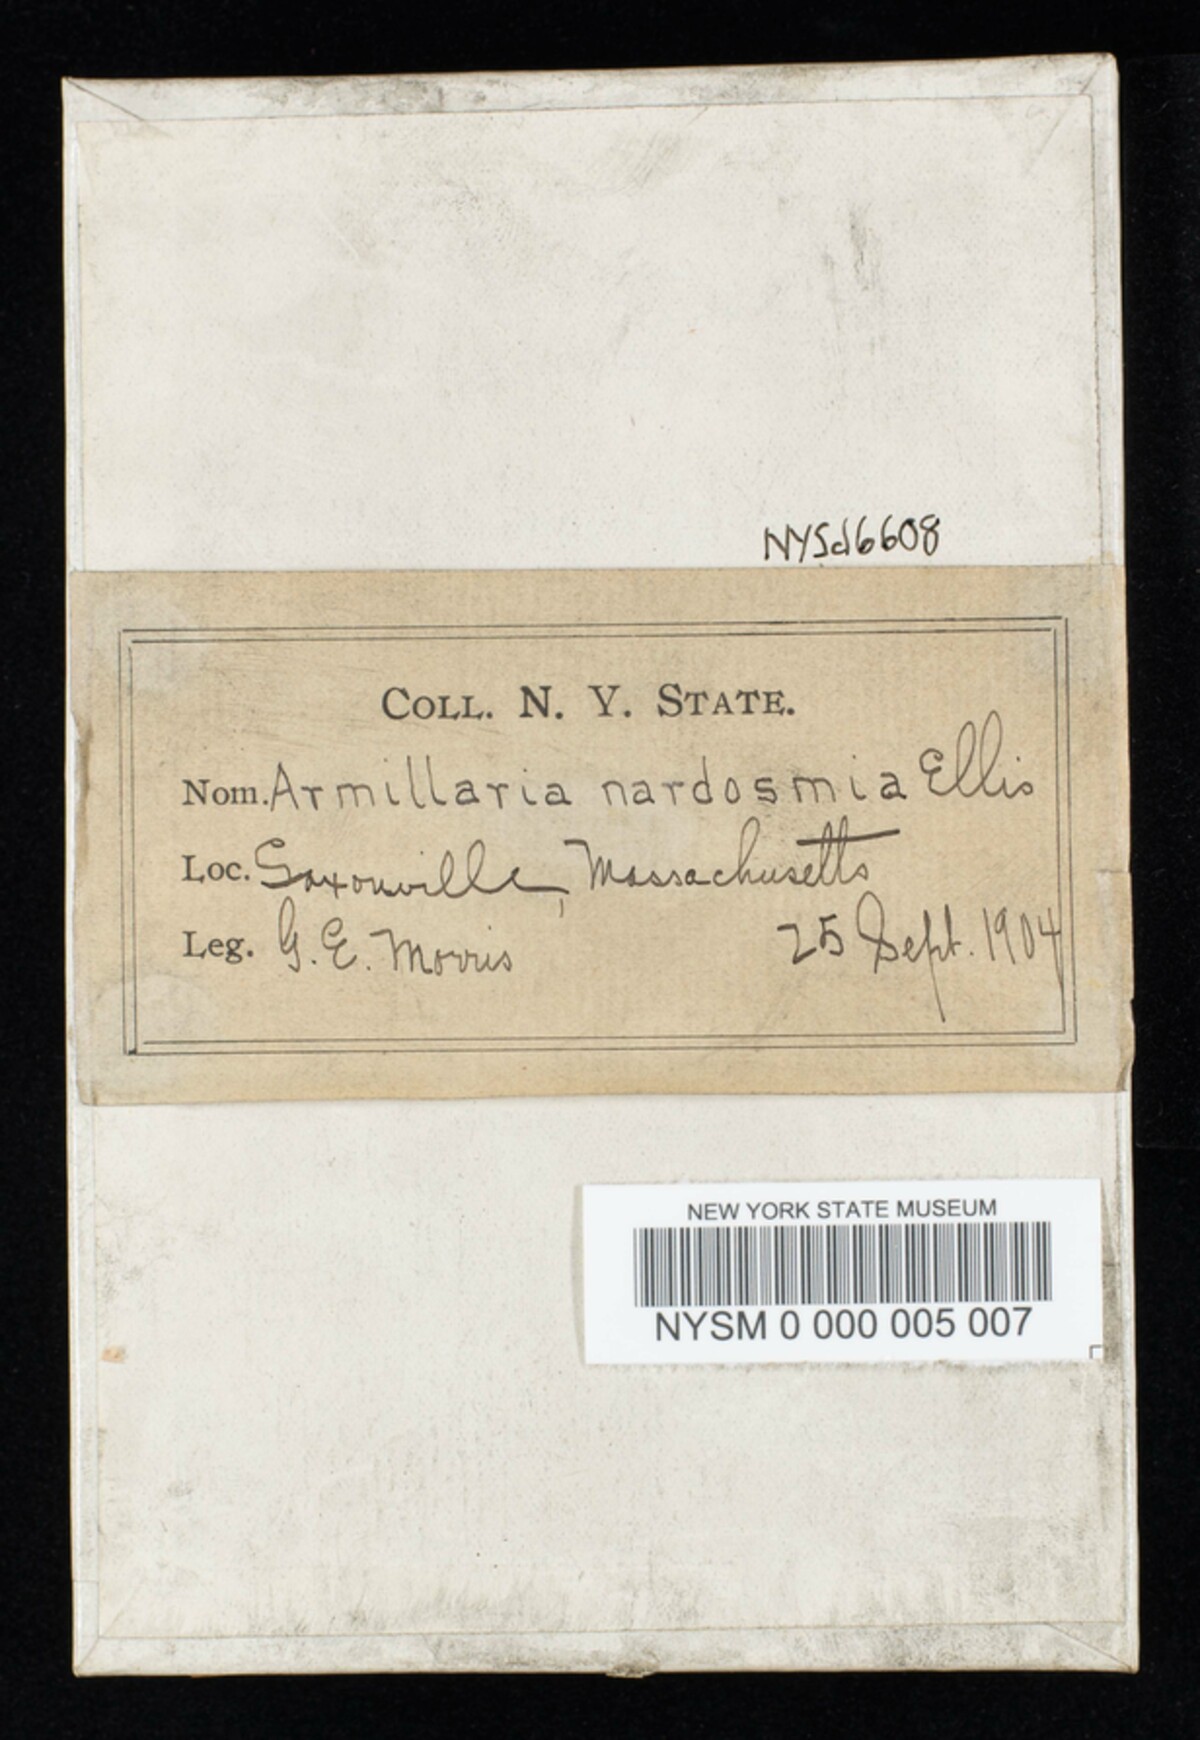 NYSd6608
COLL. N. Y. STATE.
Nom. Armillaria nardosmia Ellis
Loc. Saxonville, Massachusetts
Leg. G. E. Morris 25 Sept. 1904
NEW YORK STATE MUSEUM
NYSM 0 000 005 007